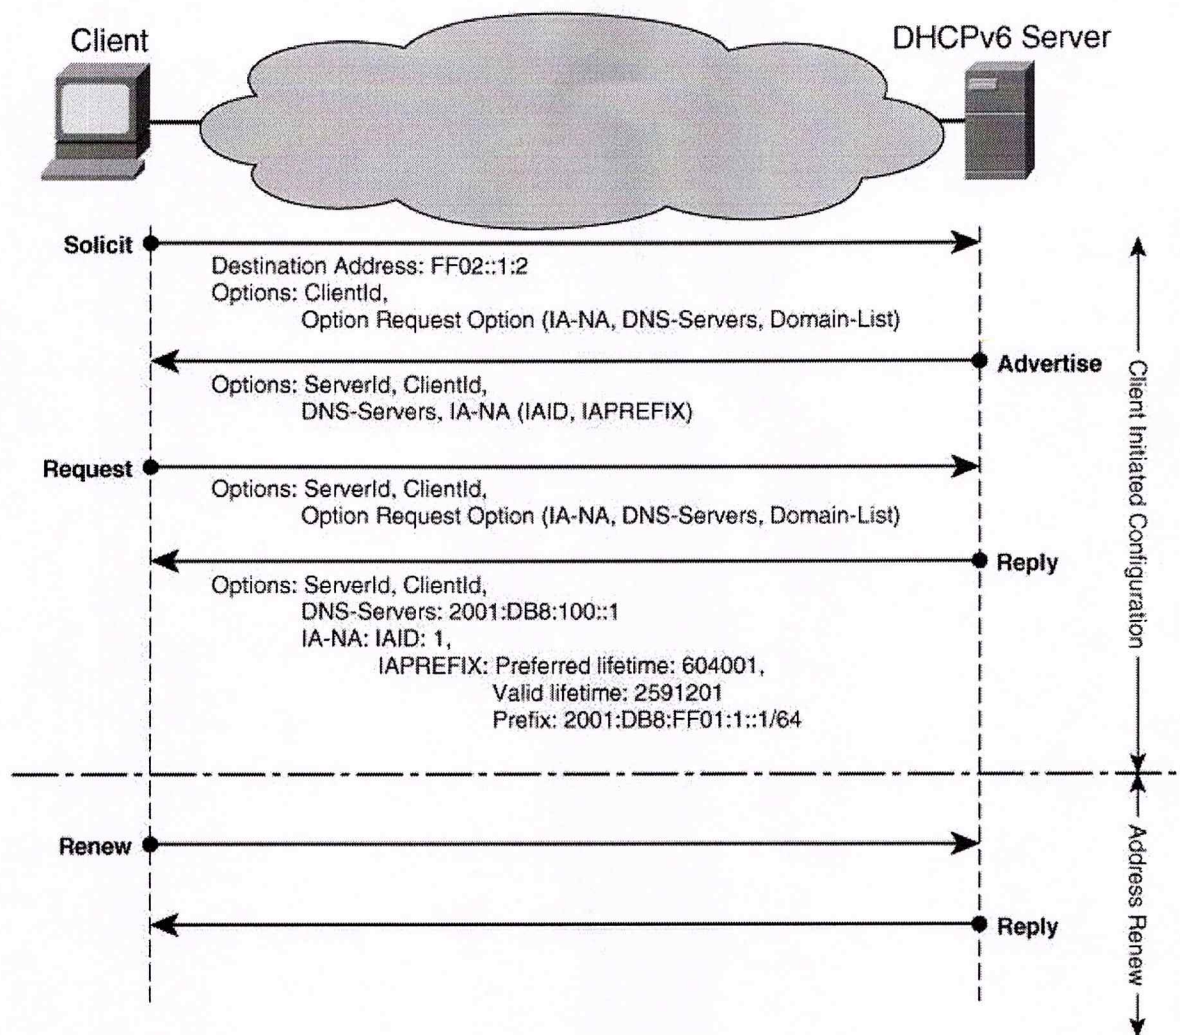 Client
DHCPv6 Server
Solicit
Destination Address: FF02::1:2
Options: ClientId,
Option Request Option (IA-NA, DNS-Servers, Domain-List)
Advertise
Options: ServerId, ClientId,
DNS-Servers, IA-NA (IAID, IAPREFIX)
Request
Options: ServerId, ClientId,
Option Request Option (IA-NA, DNS-Servers, Domain-List)
Reply
Options: ServerId, ClientId,
DNS-Servers: 2001:DB8:100::1
IA-NA: IAID: 1,
IAPREFIX: Preferred lifetime: 604001,
Valid lifetime: 2591201
Prefix: 2001:DB8:FF01:1::1/64
Client Initiated Configuration
Renew
Reply
Address Renew